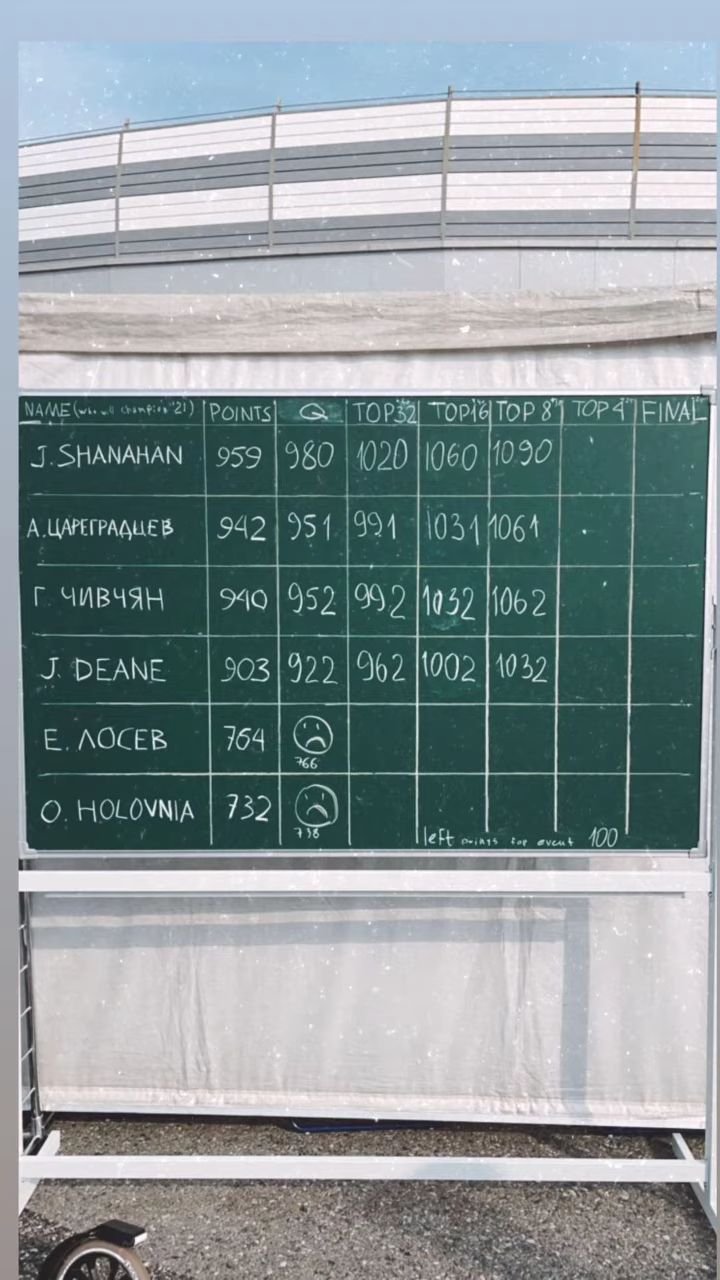 NAME (who will champion '21) POINTS Q TOP32 TOP16 TOP 8 TOP 4 FINAL
J. SHANAHAN 959 980 1020 1060 1090
А. ЦАРЕГРАДЦЕВ 942 951 991 1031 1061
Г. ЧИВЧЯН 940 952 992 1032 1062
J. DEANE 903 922 962 1002 1032
Е. ЛОСЕВ 764 766
O. HOLOVNIA 732 738
left points for event 100